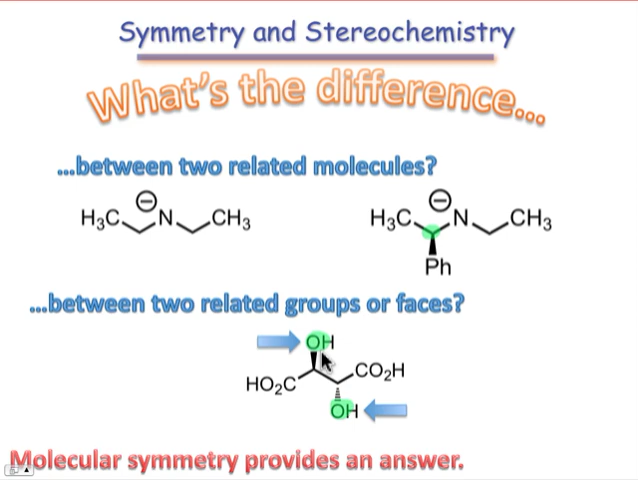 Symmetry and Stereochemistry
What's the difference...
...between two related molecules?
H₃C N CH₃ H₃C N CH₃
Ph
...between two related groups or faces?
OH
CO₂H
HO₂C
OH
Molecular symmetry provides an answer.